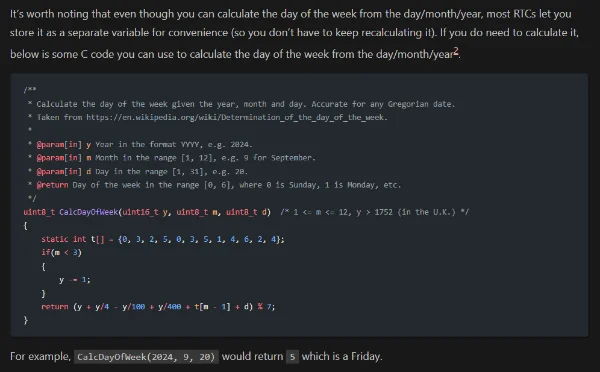 It's worth noting that even though you can calculate the day of the week from the day/month/year, most RTCs let you
store it as a separate variable for convenience (so you don't have to keep recalculating it). If you do need to calculate it,
below is some C code you can use to calculate the day of the week from the day/month/year2.
/**
* Calculate the day of the week given the year, month and day. Accurate for any Gregorian date.
* Taken from https://en.wikipedia.org/wiki/Determination_of_the_day_of_the_week.
*
* @param[in] y Year in the format YYYY, e.g. 2024.
* @param[in] m Month in the range [1, 12], e.g. 9 for September.
* @param[in] d Day in the range [1, 31], e.g. 20.
* @return Day of the week in the range [0, 6], where 0 is Sunday, 1 is Monday, etc.
*/
uint8_t CalcDayOfWeek(uint16_t y, uint8_t m, uint8_t d) /* 1 <= m <= 12, y > 1752 (in the U.K.) */
{
static int t[] = {0, 3, 2, 5, 0, 3, 5, 1, 4, 6, 2, 4};
if(m < 3)
{
y -= 1;
}
return (y + y/4 - y/100 + y/400 + t[m - 1] + d) % 7;
}
For example, CalcDayOfWeek(2024, 9, 20) would return 5 which is a Friday.